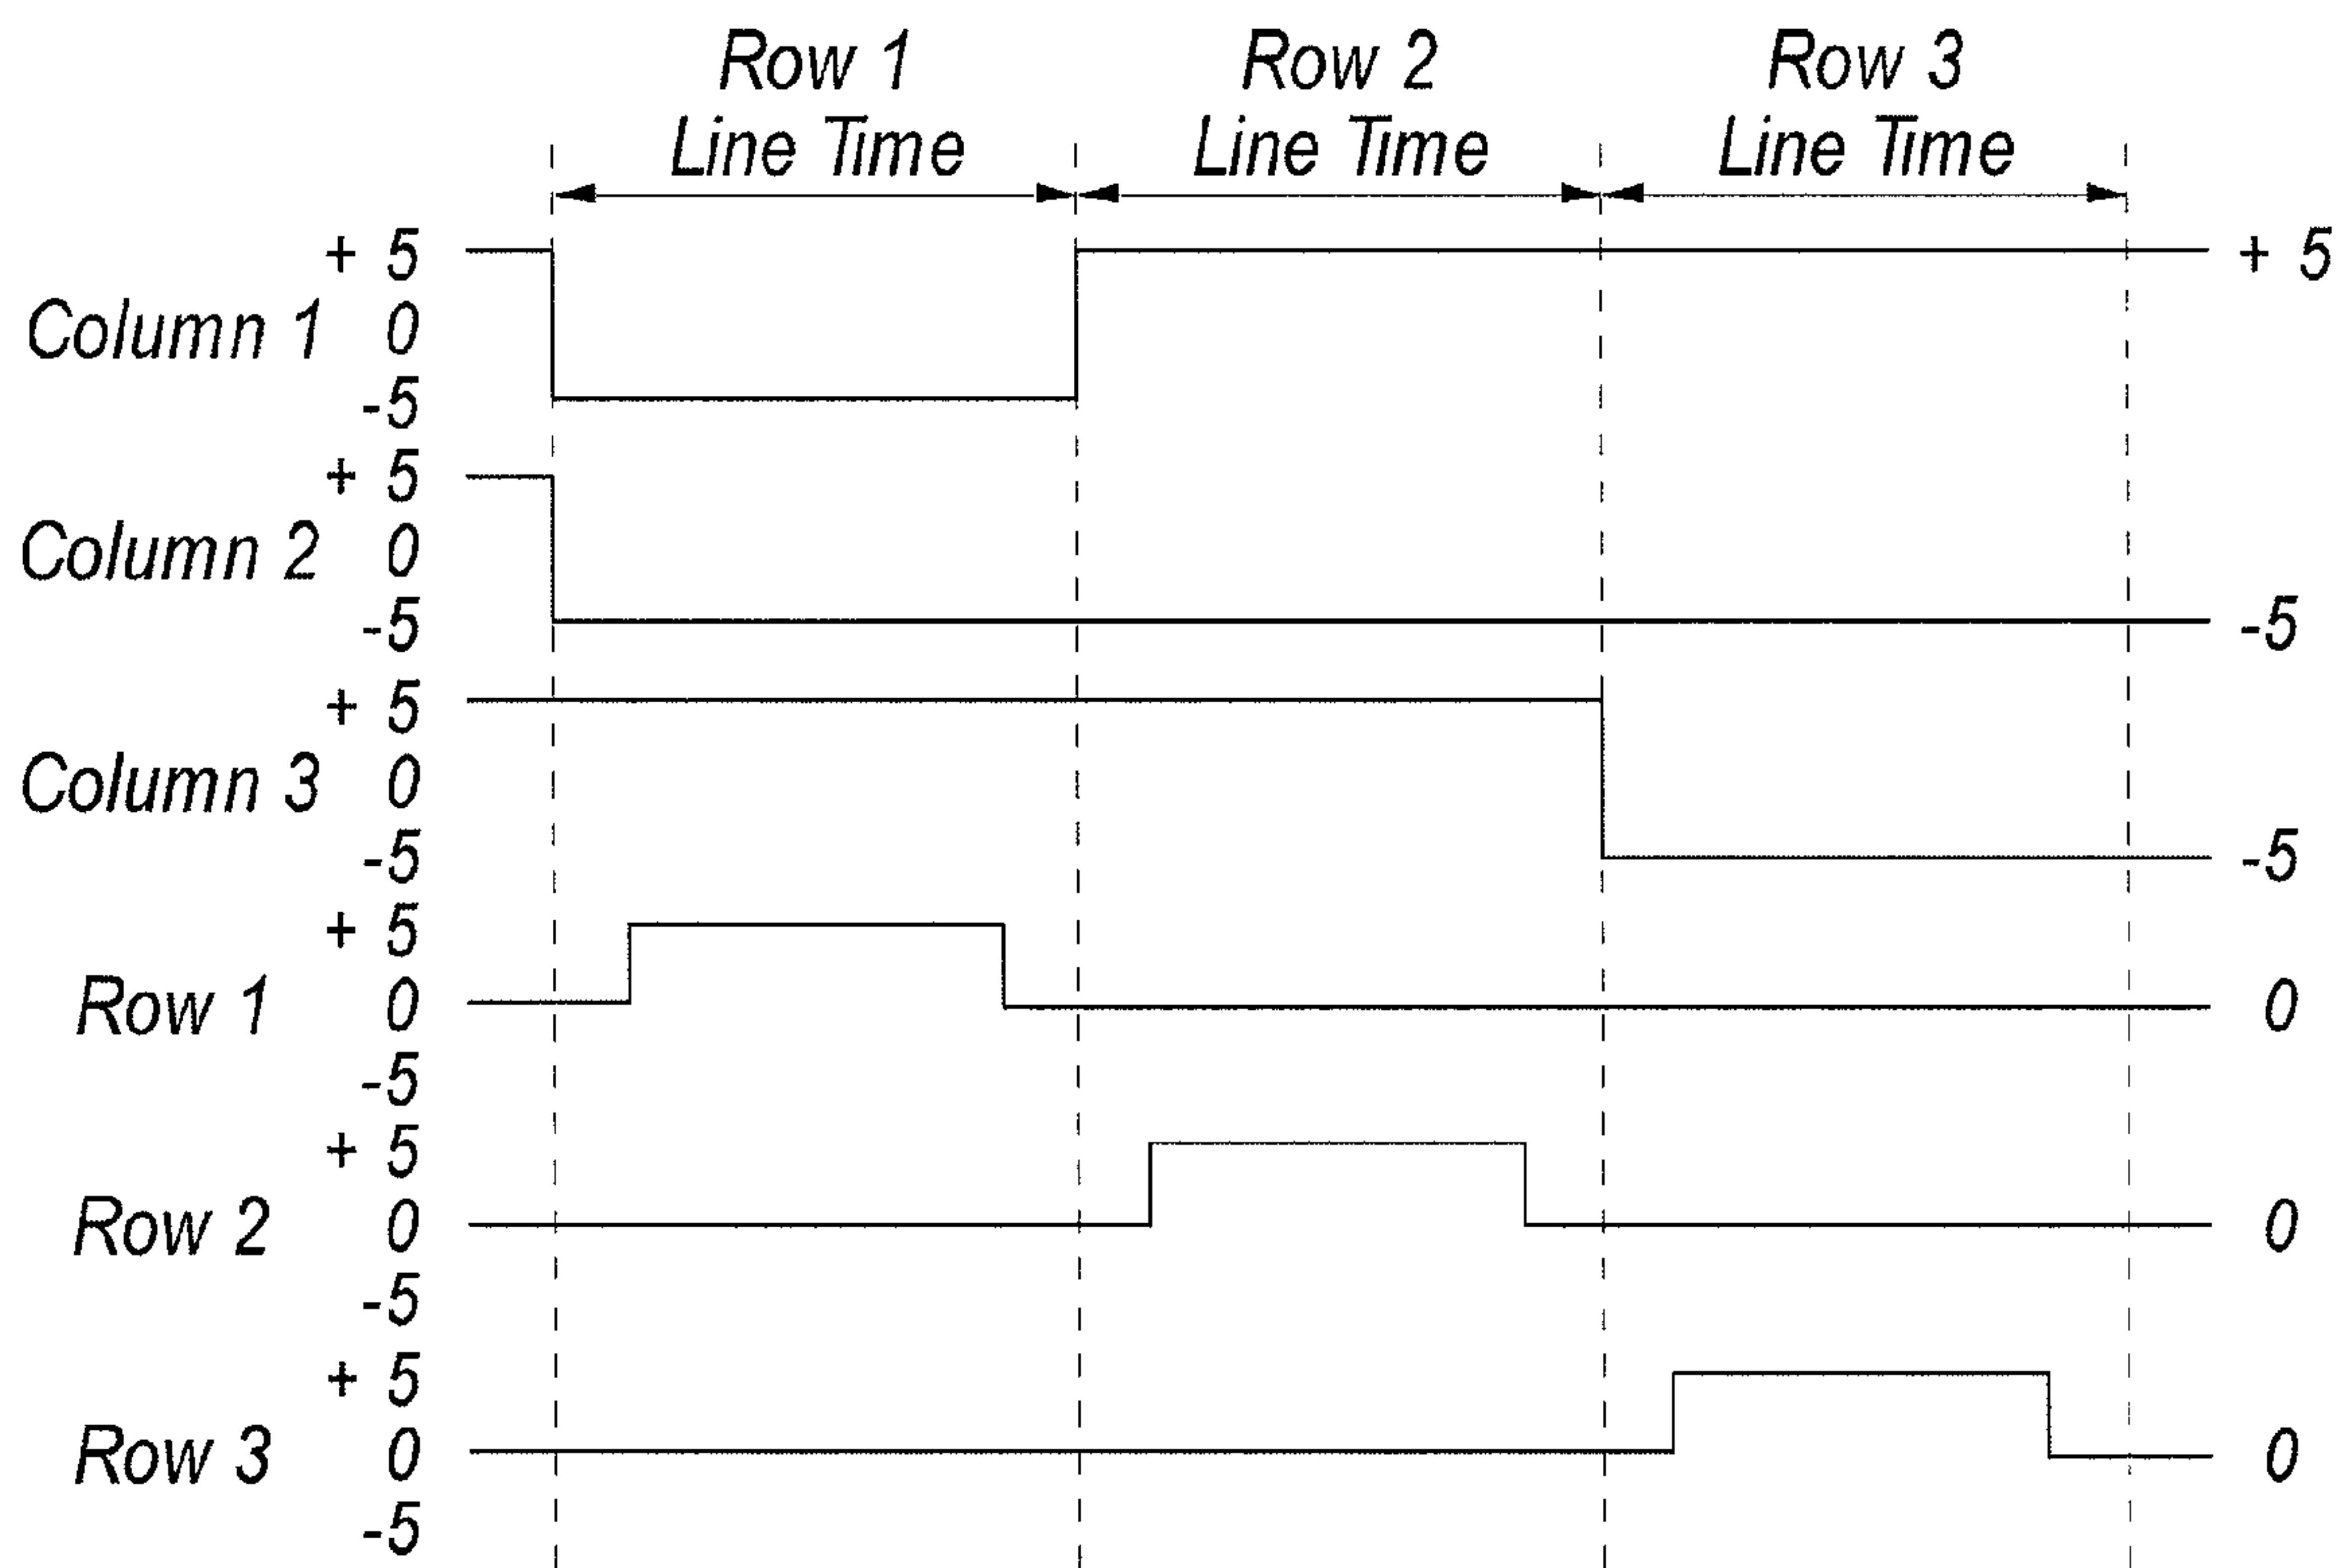 Row 1 Row 2 Row 3
Line Time Line Time Line Time
+ 5 + 5
Column 1 0
-5
+ 5
Column 2 0
-5 -5
+ 5
Column 3 0
-5 -5
+ 5
Row 1 0 0
-5
+ 5
Row 2 0 0
-5
+ 5
Row 3 0 0
-5